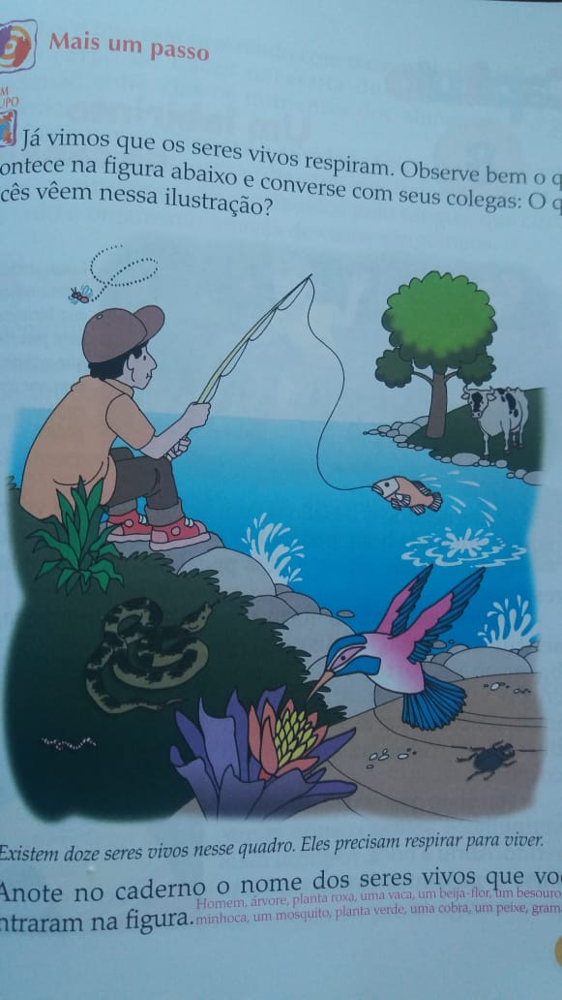 Mais um passo
M
UPO
Já vimos que os seres vivos respiram. Observe bem o q
ontece na figura abaixo e converse com seus colegas: O q
cês vêem nessa ilustração?
Existem doze seres vivos nesse quadro. Eles precisam respirar para viver.
Anote no caderno o nome dos seres vivos que vo
ntraram na figura.
Homem, árvore, planta roxa, uma vaca, um beija-flor, um besouro,
minhoca, um mosquito, planta verde, uma cobra, um peixe, gram